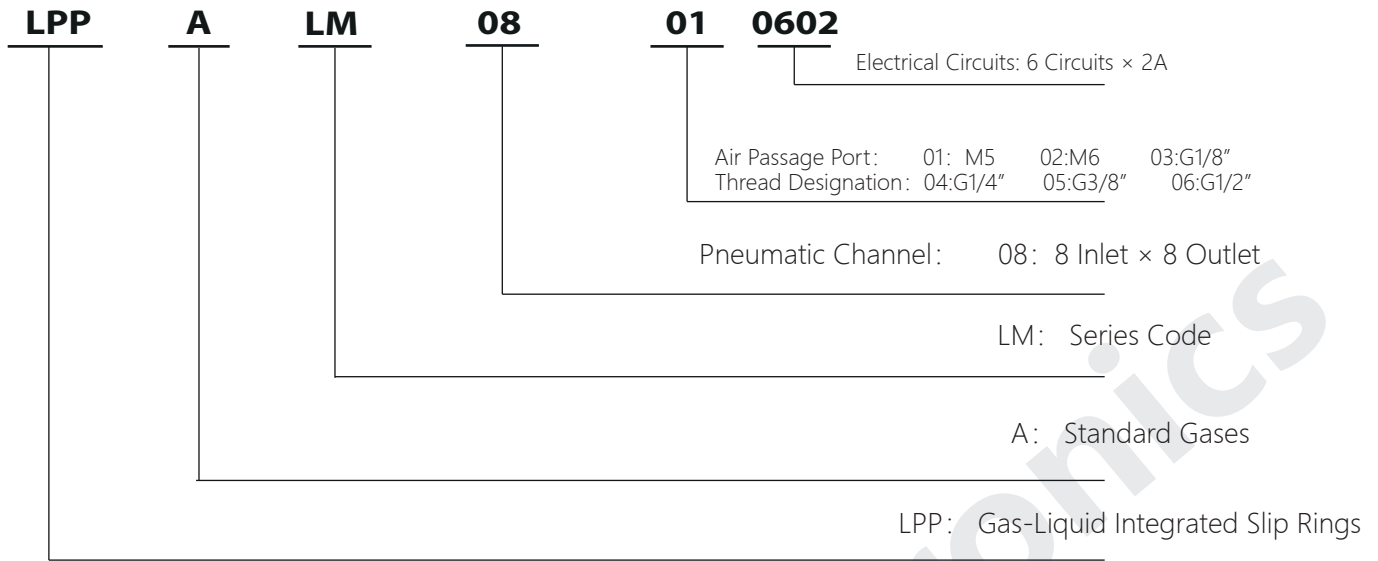 LPP A LM 08 01 0602
Electrical Circuits: 6 Circuits × 2A
Air Passage Port: 01: M5 02:M6 03:G1/8″
Thread Designation: 04:G1/4″ 05:G3/8″ 06:G1/2″
Pneumatic Channel: 08: 8 Inlet × 8 Outlet
LM: Series Code
A: Standard Gases
LPP: Gas-Liquid Integrated Slip Rings
onics